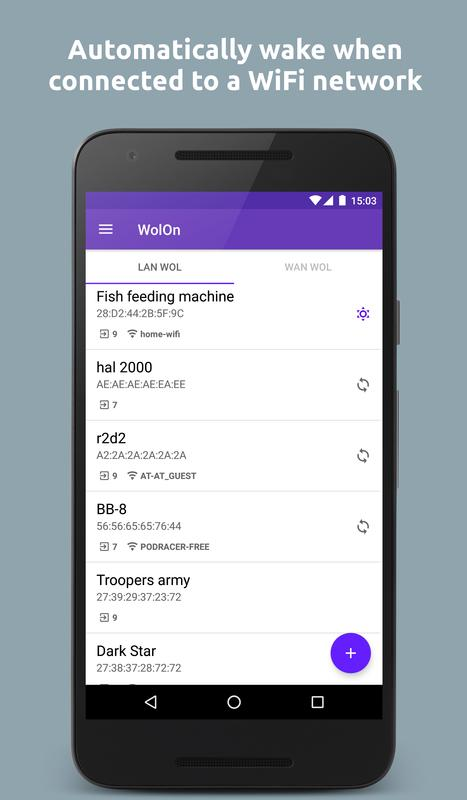 Automatically wake when
connected to a WiFi network
15:03
WolOn
LAN WOL
WAN WOL
Fish feeding machine
28:D2:44:2B:5F:9C
9 home-wifi
hal 2000
AE:AE:AE:AE:EA:EE
7
r2d2
A2:2A:2A:2A:2A:2A
9 AT-AT_GUEST
BB-8
56:56:65:65:76:44
7 PODRACER-FREE
Troopers army
27:39:29:37:23:72
9
Dark Star
27:38:37:28:72:72
+